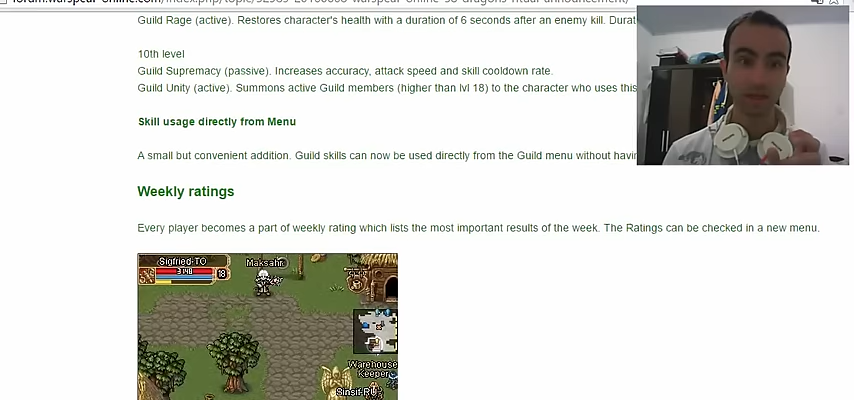 Guild Rage (active). Restores character's health with a duration of 6 seconds after an enemy kill.
10th level
Guild Supremacy (passive). Increases accuracy, attack speed and skill cooldown rate.
Guild Unity (active). Summons active Guild members (higher than lvl 18) to the character who uses this
Skill usage directly from Menu
A small but convenient addition. Guild skills can now be used directly from the Guild menu without
Weekly ratings
Every player becomes a part of weekly rating which lists the most important results of the week. The Ratings can be checked in a new menu.
Sigfried-TO
3148
18
Warehouse
Keeper
Sinsif-RU